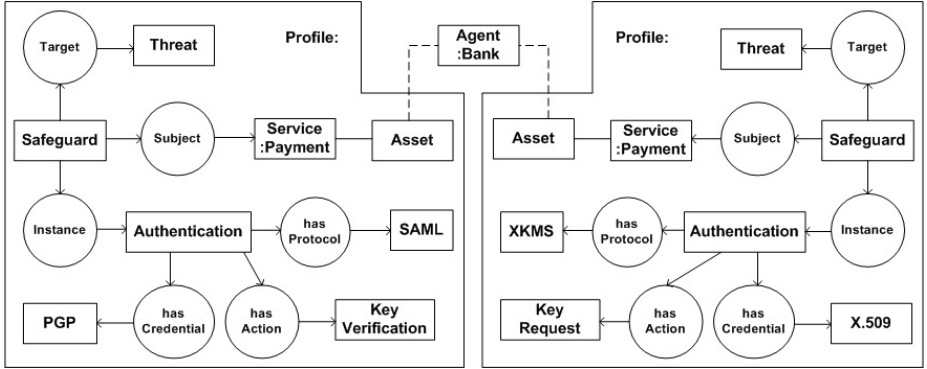 Profile:
Target
Threat
Safeguard
Subject
Service
:Payment
Asset
Instance
Authentication
has
Protocol
SAML
PGP
has
Credential
has
Action
Key
Verification
Agent
:Bank
Profile:
Threat
Target
Asset
Service
:Payment
Subject
Safeguard
XKMS
has
Protocol
Authentication
Instance
Key
Request
has
Action
has
Credential
X.509